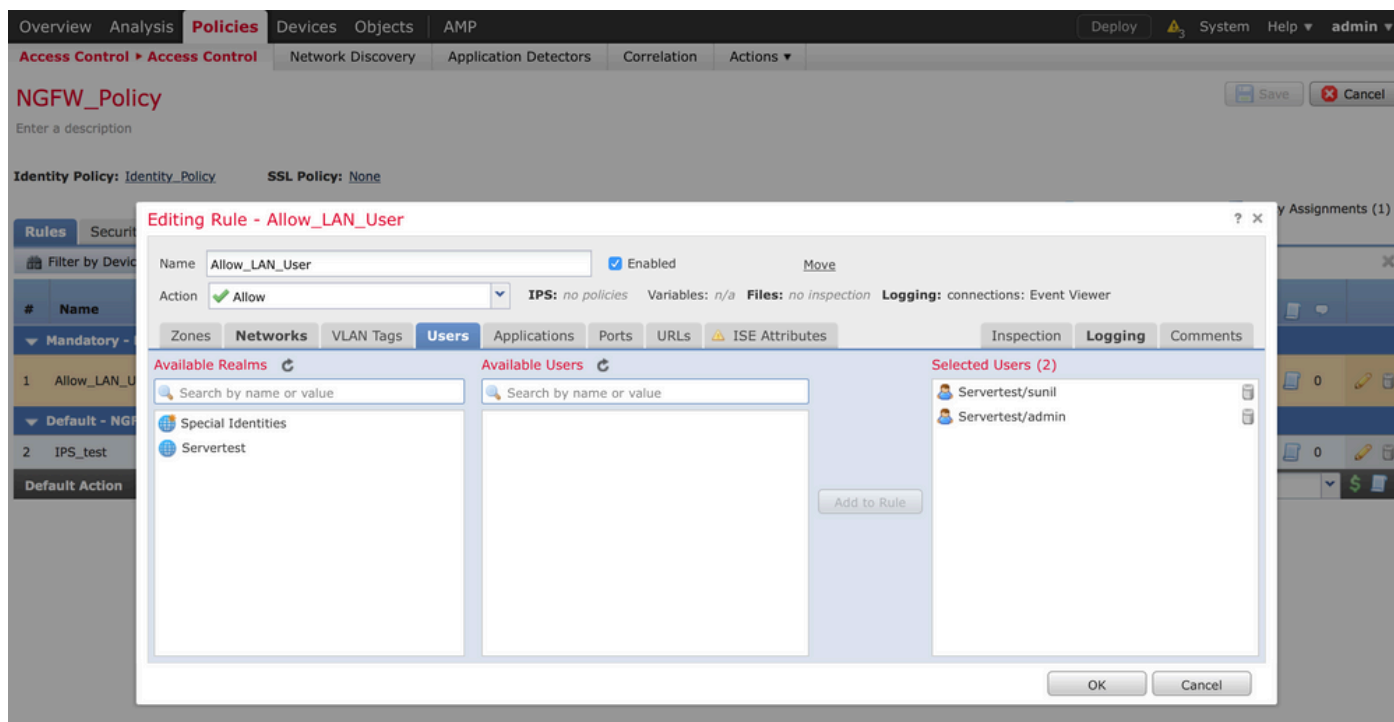 Overview Analysis Policies Devices Objects AMP Deploy 3 System Help ▾ admin ▾
Access Control ▸ Access Control Network Discovery Application Detectors Correlation Actions ▾
NGFW_Policy Save Cancel
Enter a description
Identity Policy: Identity_Policy SSL Policy: None
y Assignments (1)
Editing Rule - Allow_LAN_User ? ×
Rules Securit
Filter by Devic
Name Allow_LAN_User Enabled Move
Action Allow IPS: no policies Variables: n/a Files: no inspection Logging: connections: Event Viewer
# Name
Zones Networks VLAN Tags Users Applications Ports URLs ISE Attributes Inspection Logging Comments
Mandatory -
Available Realms Available Users Selected Users (2)
1 Allow_LAN_U 0
Search by name or value Search by name or value Servertest/sunil
Servertest/admin
Default - NGF
Special Identities
Servertest
2 IPS_test 0
Default Action $
Add to Rule
OK Cancel